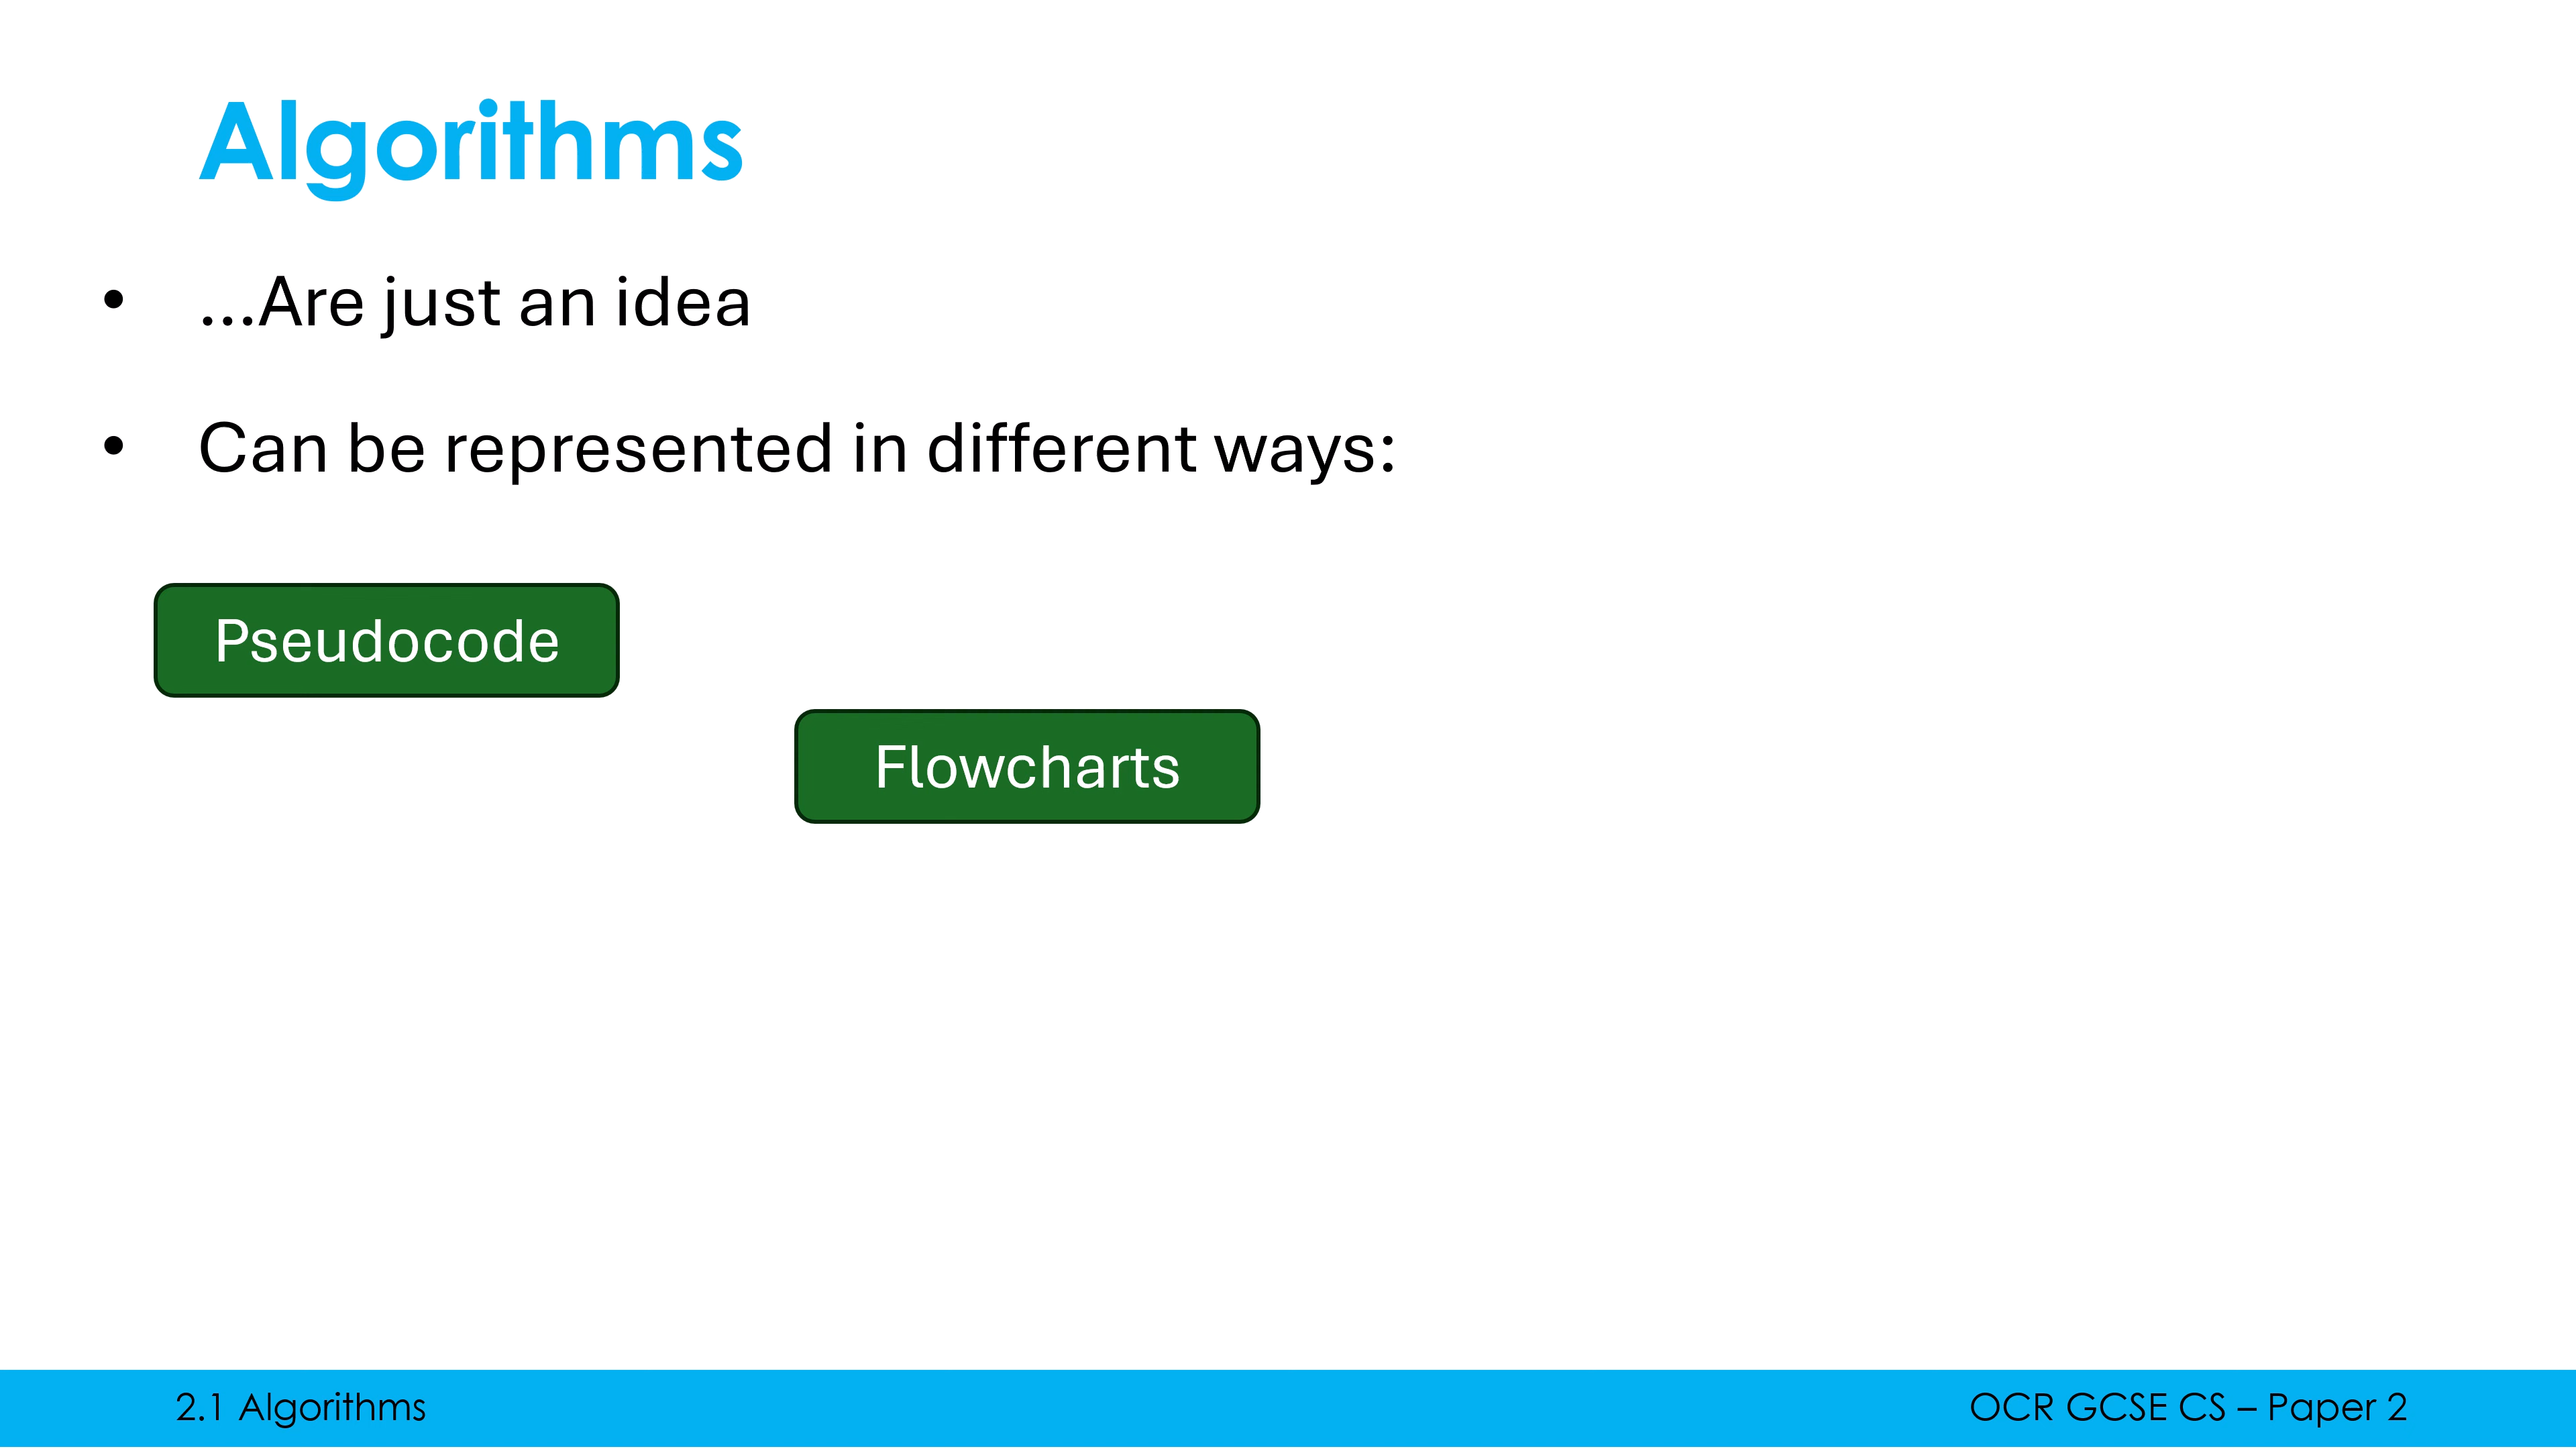 Algorithms
• ...Are just an idea
• Can be represented in different ways:
Pseudocode
Flowcharts
2.1 Algorithms
OCR GCSE CS – Paper 2